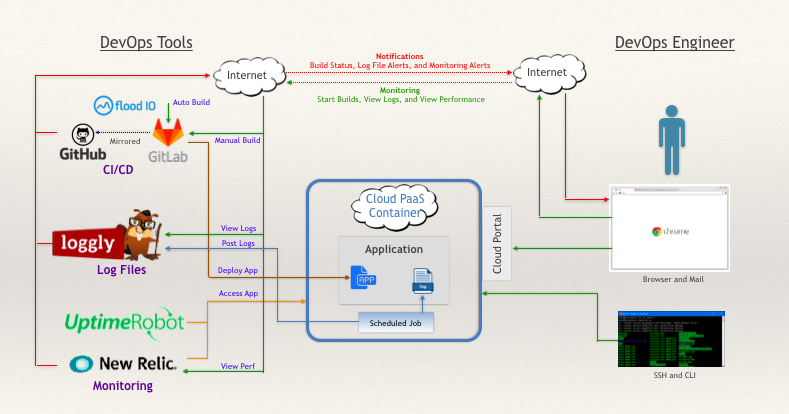 DevOps Tools
DevOps Engineer
Notifications
Build Status, Log File Alerts, and Monitoring Alerts
Internet
Internet
Monitoring
Start Builds, View Logs, and View Performance
flood IO
Auto Build
Mirrored
Manual Build
GitHub
GitLab
CI/CD
Cloud PaaS
Container
chrome
View Logs
Post Logs
loggly
Application
Cloud Portal
Log Files
Deploy App
APP
log
Browser and Mail
Access App
UptimeRobot
Scheduled Job
New Relic.
View Perf
SSH and CLI
Monitoring